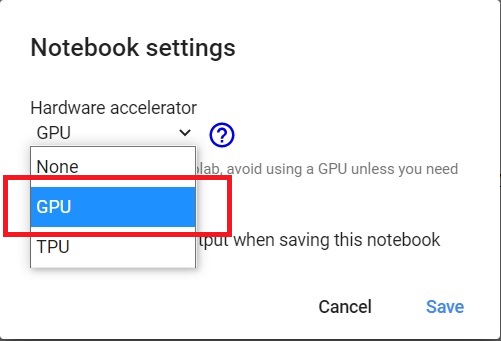 Notebook settings
Hardware accelerator
GPU
None
lab, avoid using a GPU unless you need
GPU
TPU
tput when saving this notebook
Cancel Save